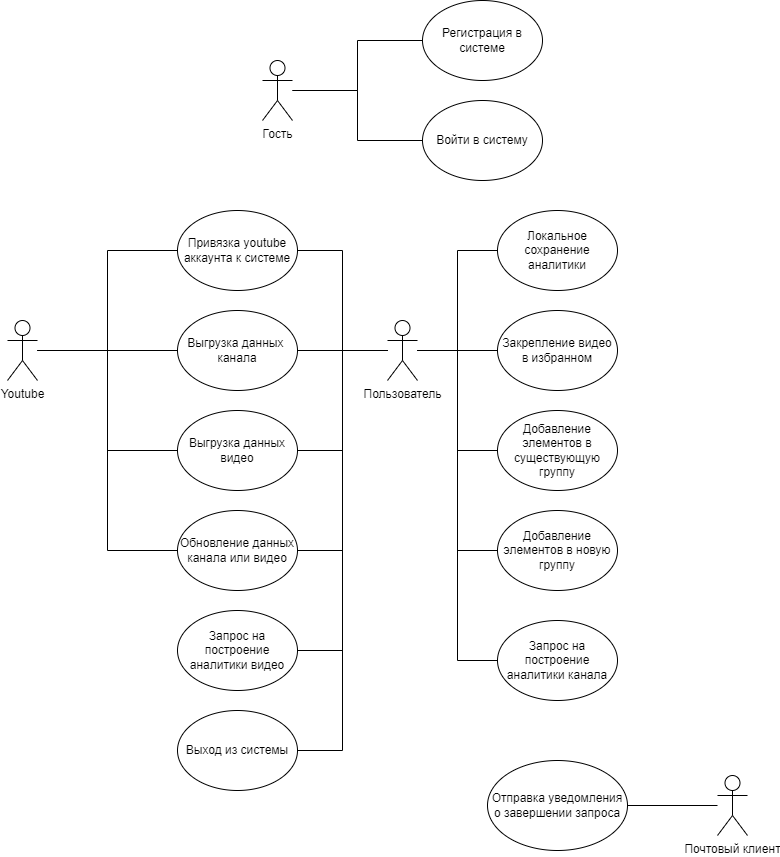 Регистрация в
системе
Гость
Войти в систему
Привязка youtube
аккаунта к системе
Локальное
сохранение
аналитики
Youtube
Выгрузка данных
канала
Пользователь
Закрепление видео
в избранном
Выгрузка данных
видео
Добавление
элементов в
существующую
группу
Обновление данных
канала или видео
Добавление
элементов в новую
группу
Запрос на
построение
аналитики видео
Запрос на
построение
аналитики канала
Выход из системы
Отправка уведомления
о завершении запроса
Почтовый клиент